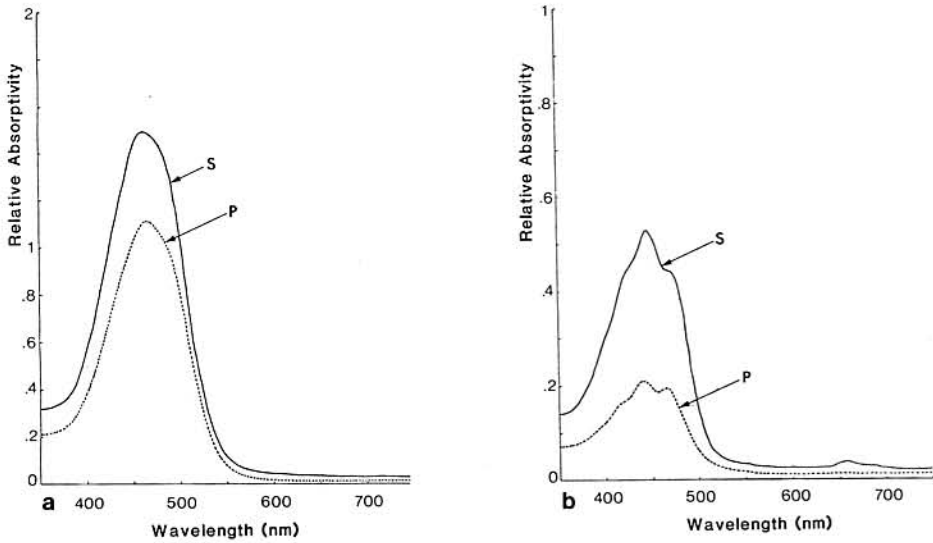 2
Relative Absorptivity
1
.8
.6
.4
.2
0
S
P
400
500
600
700
a
Wavelength (nm)
1
Relative Absorptivity
.8
.6
.4
.2
0
S
P
400
500
600
700
b
Wavelength (nm)